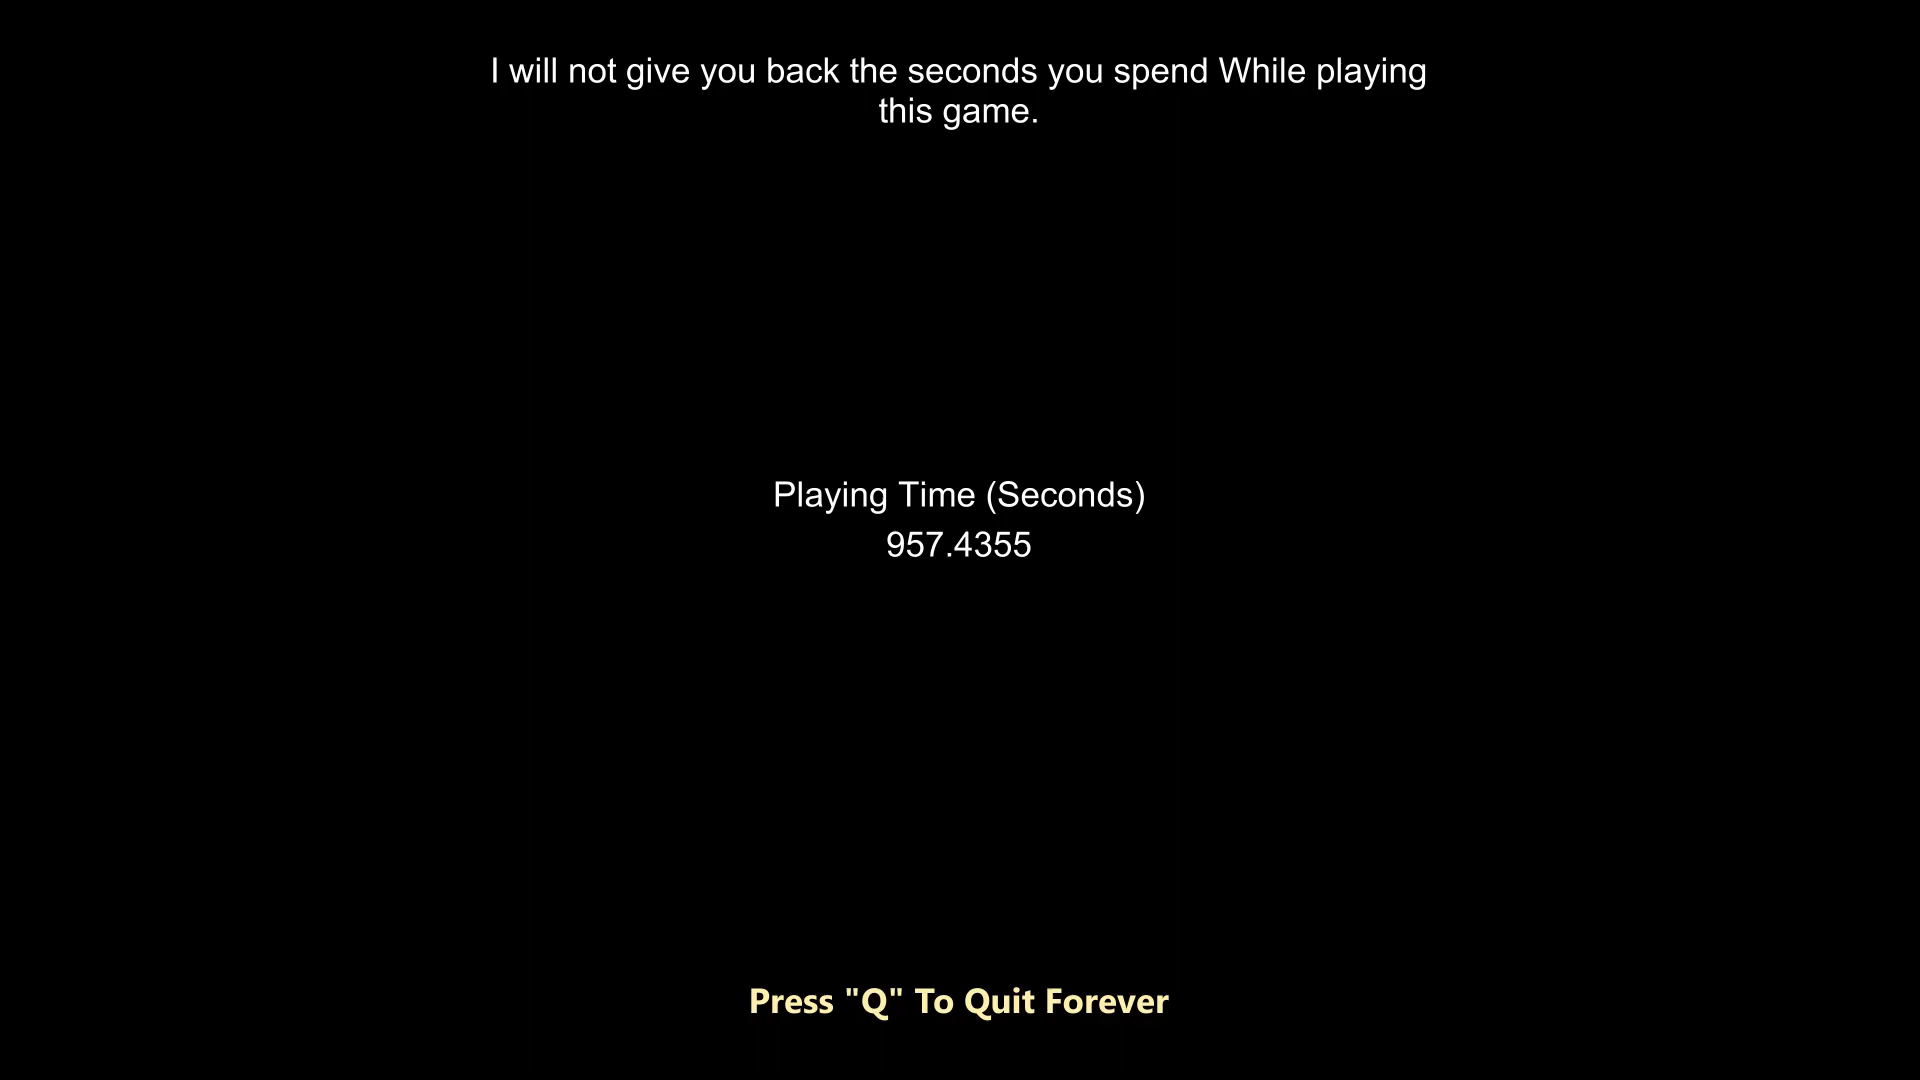 I will not give you back the seconds you spend While playing
this game.
Playing Time (Seconds)
957.4355
Press "Q" To Quit Forever